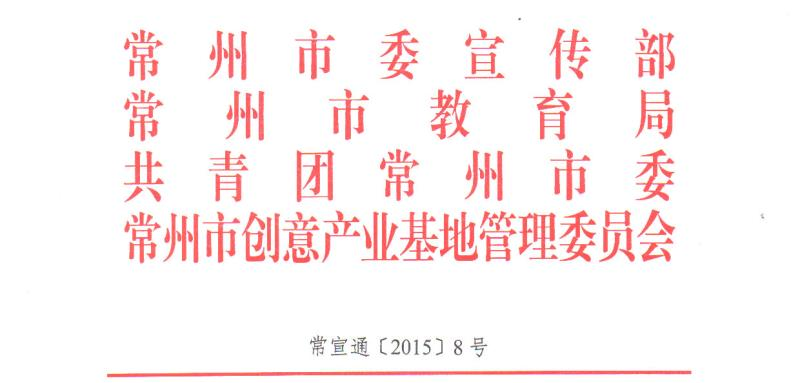 常州市委宣传部
常州市教育局
共青团常州市委
常州市创意产业基地管理委员会
常宣通〔2015〕8号